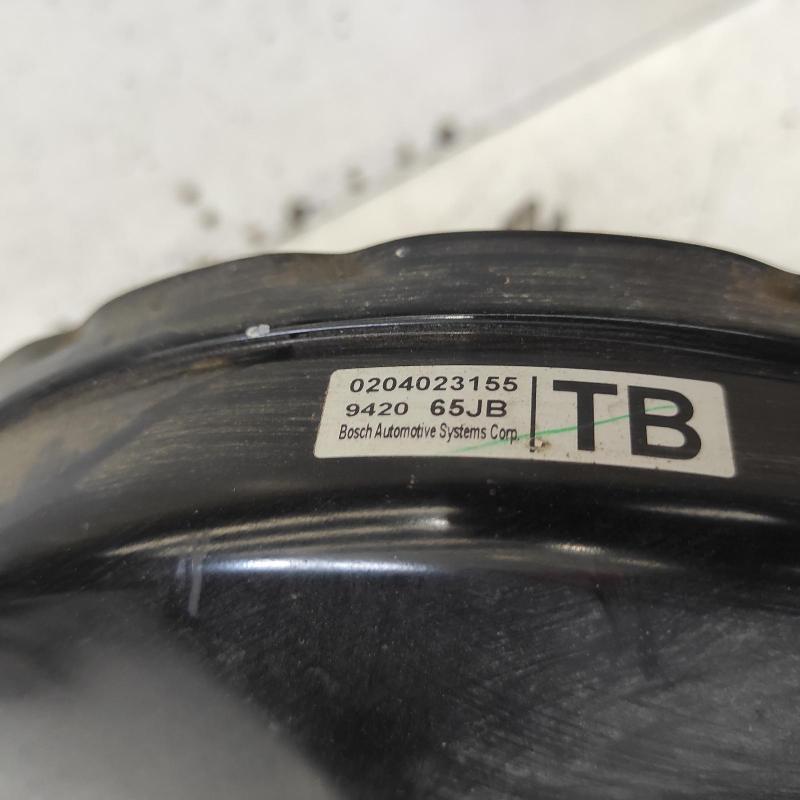 0204023155
9420 65JB
Bosch Automotive Systems Corp.
TB